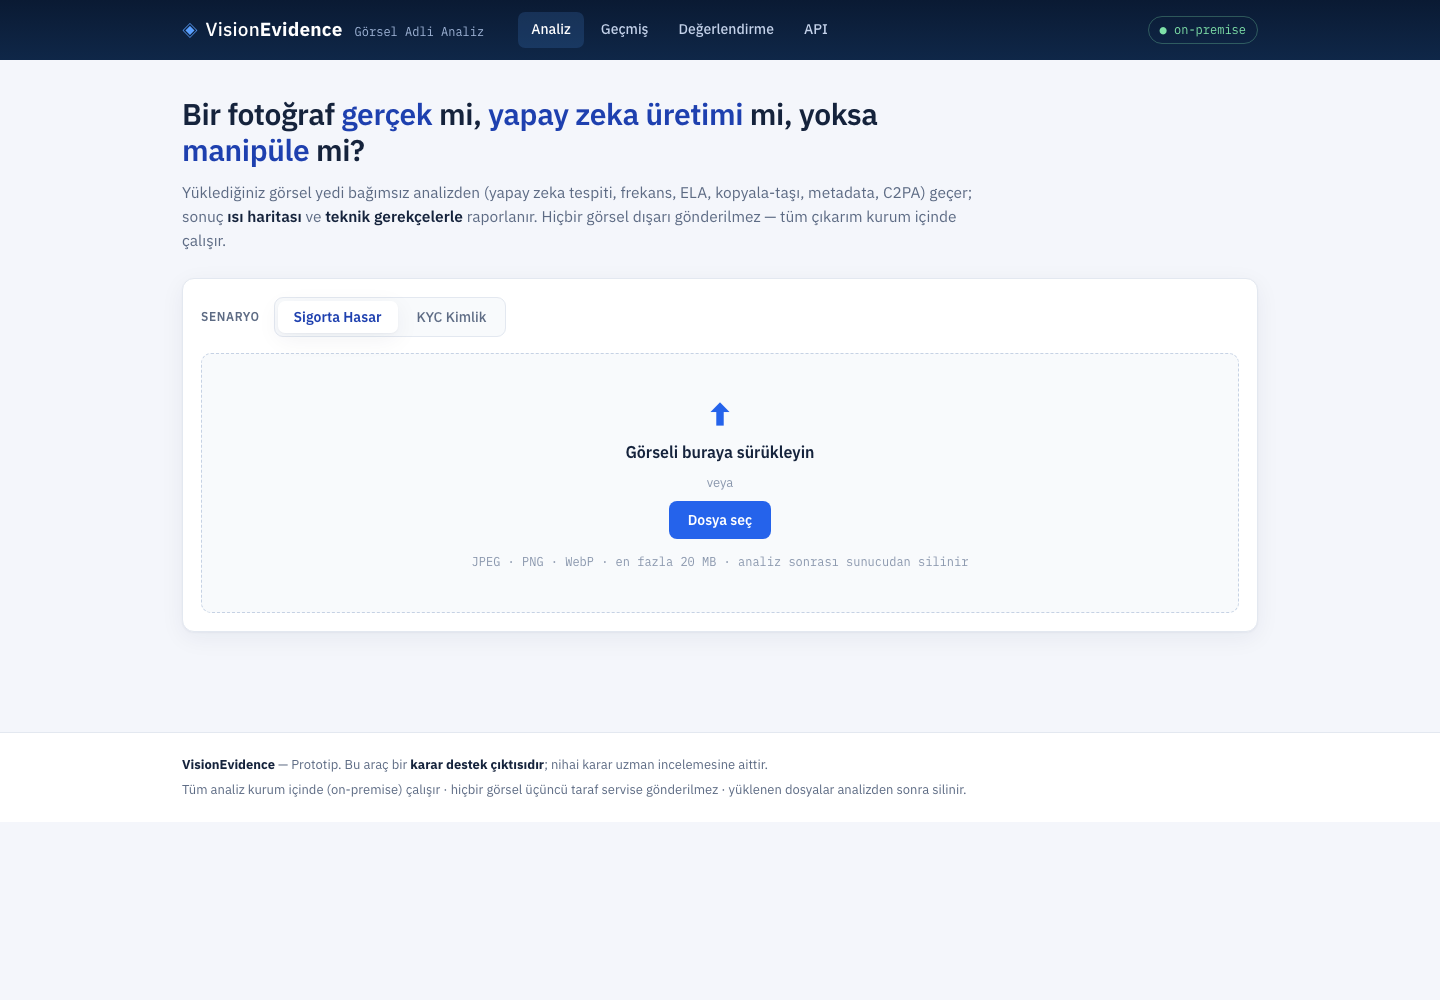 VisionEvidence Görsel Adli Analiz Analiz Geçmiş Değerlendirme API on-premise
Bir fotoğraf gerçek mi, yapay zeka üretimi mi, yoksa
manipüle mi?
Yüklediğiniz görsel yedi bağımsız analizden (yapay zeka tespiti, frekans, ELA, kopyala-taşı, metadata, C2PA) geçer;
sonuç ısı haritası ve teknik gerekçelerle raporlanır. Hiçbir görsel dışarı gönderilmez — tüm çıkarım kurum içinde
çalışır.
SENARYO Sigorta Hasar KYC Kimlik
Görseli buraya sürükleyin
veya
Dosya seç
JPEG · PNG · WebP · en fazla 20 MB · analiz sonrası sunucudan silinir
VisionEvidence — Prototip. Bu araç bir karar destek çıktısıdır; nihai karar uzman incelemesine aittir.
Tüm analiz kurum içinde (on-premise) çalışır · hiçbir görsel üçüncü taraf servise gönderilmez · yüklenen dosyalar analizden sonra silinir.